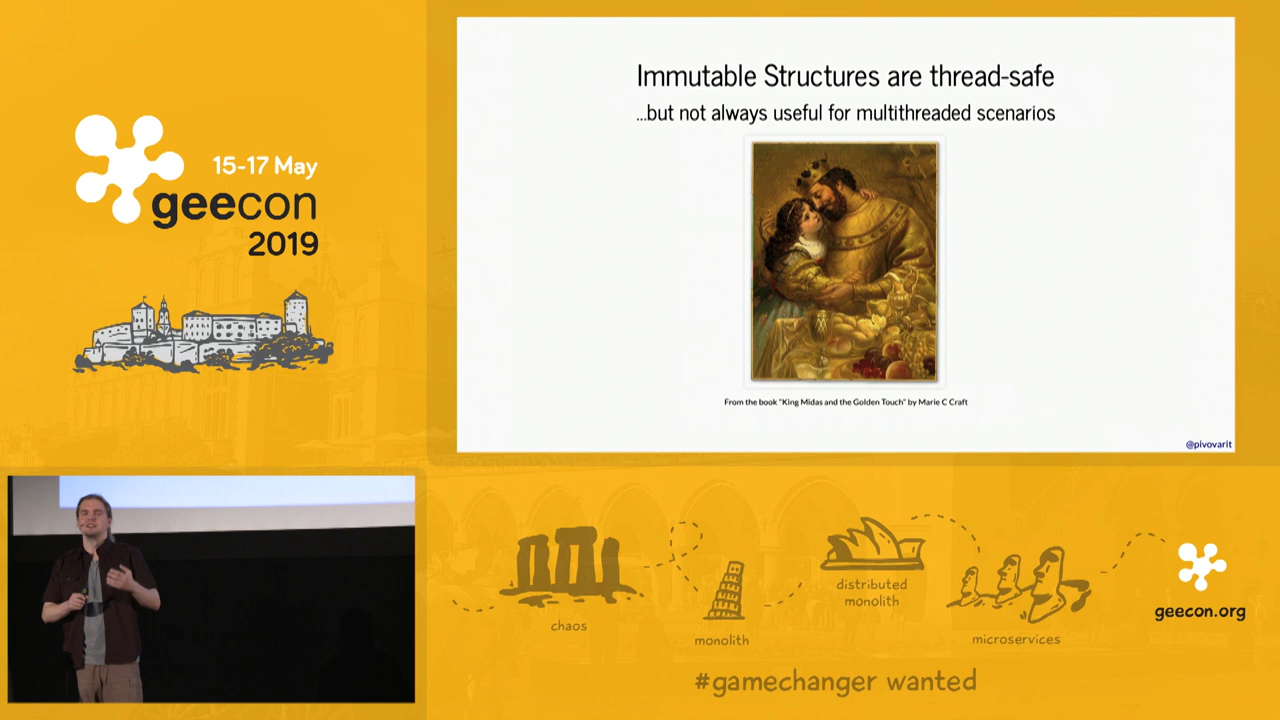 15-17 May
geecon
2019
Immutable Structures are thread-safe
...but not always useful for multithreaded scenarios
From the book "King Midas and the Golden Touch" by Marie C Craft
@pivovarit
chaos
monolith
distributed
monolith
microservices
geecon.org
#gamechanger wanted